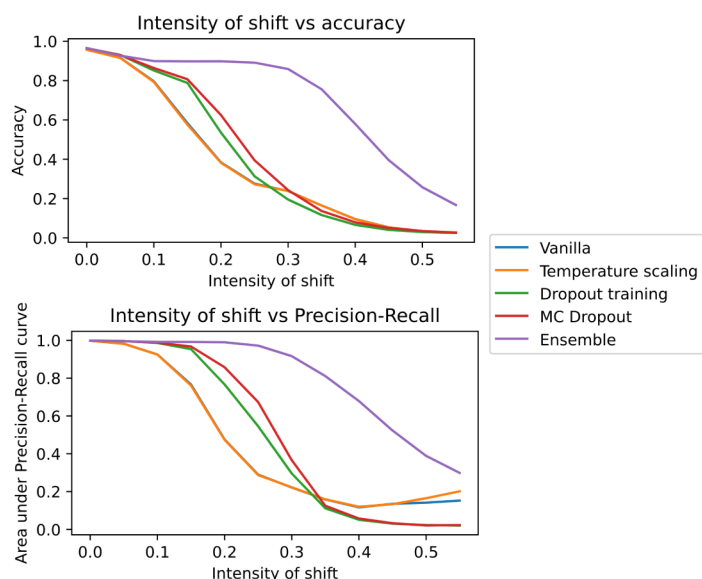 Intensity of shift vs accuracy
1.0
0.8
0.6
0.4
0.2
0.0
Accuracy
0.0 0.1 0.2 0.3 0.4 0.5
Intensity of shift
Vanilla
Temperature scaling
Dropout training
MC Dropout
Ensemble
Intensity of shift vs Precision-Recall
1.0
0.8
0.6
0.4
0.2
0.0
Area under Precision-Recall curve
0.0 0.1 0.2 0.3 0.4 0.5
Intensity of shift